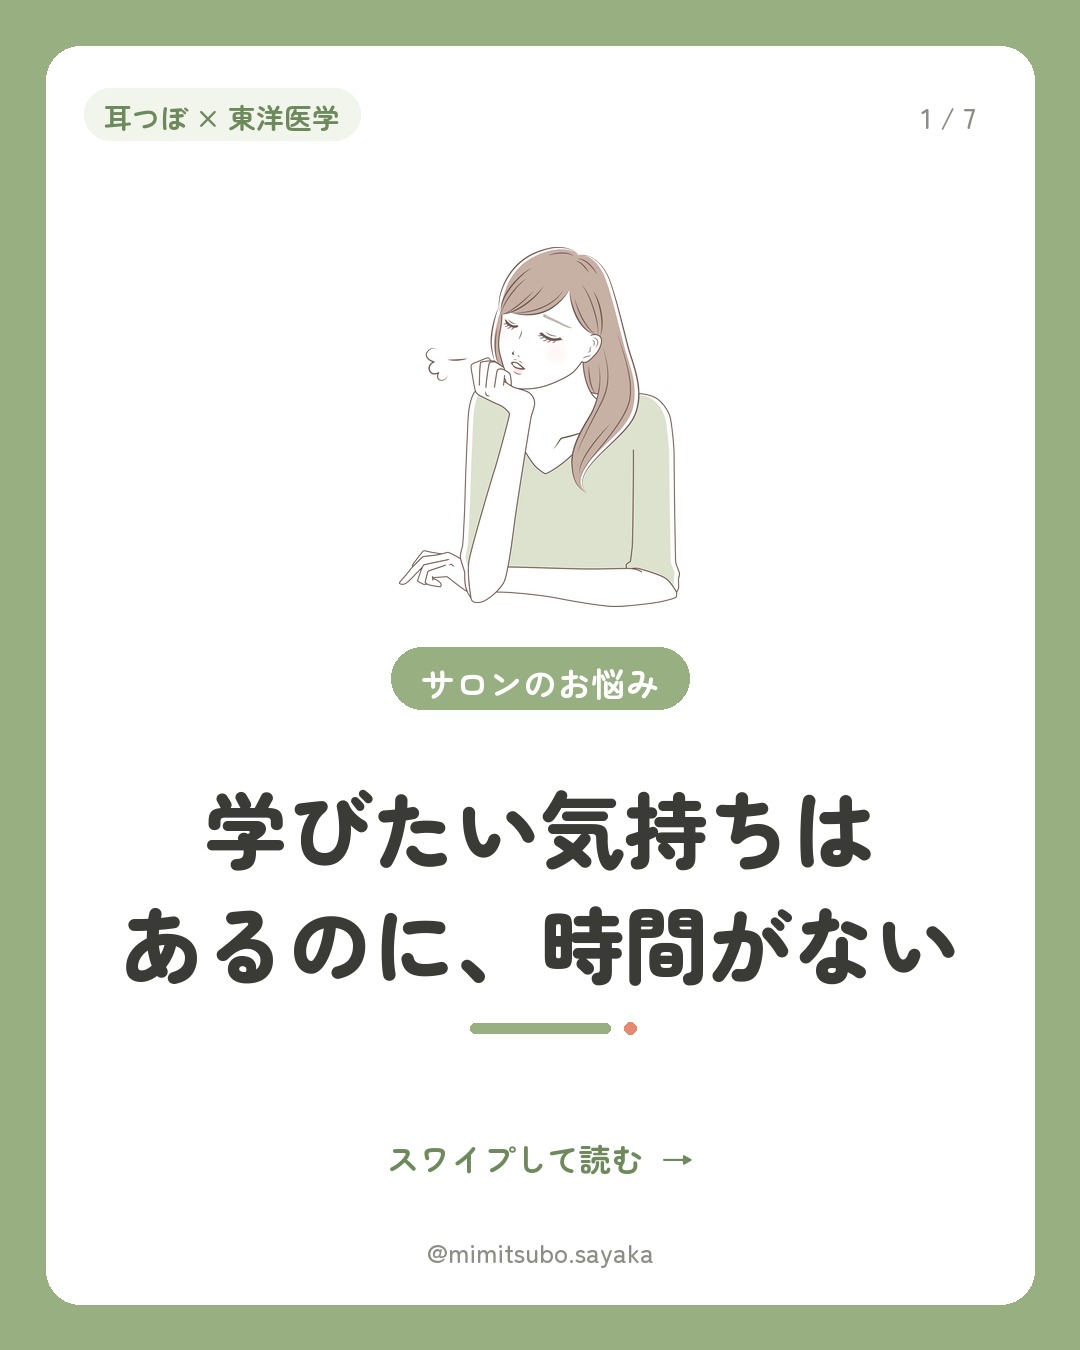 耳つぼ × 東洋医学
1 / 7
サロンのお悩み
学びたい気持ちは
あるのに、時間がない
スワイプして読む →
@mimitsubo.sayaka